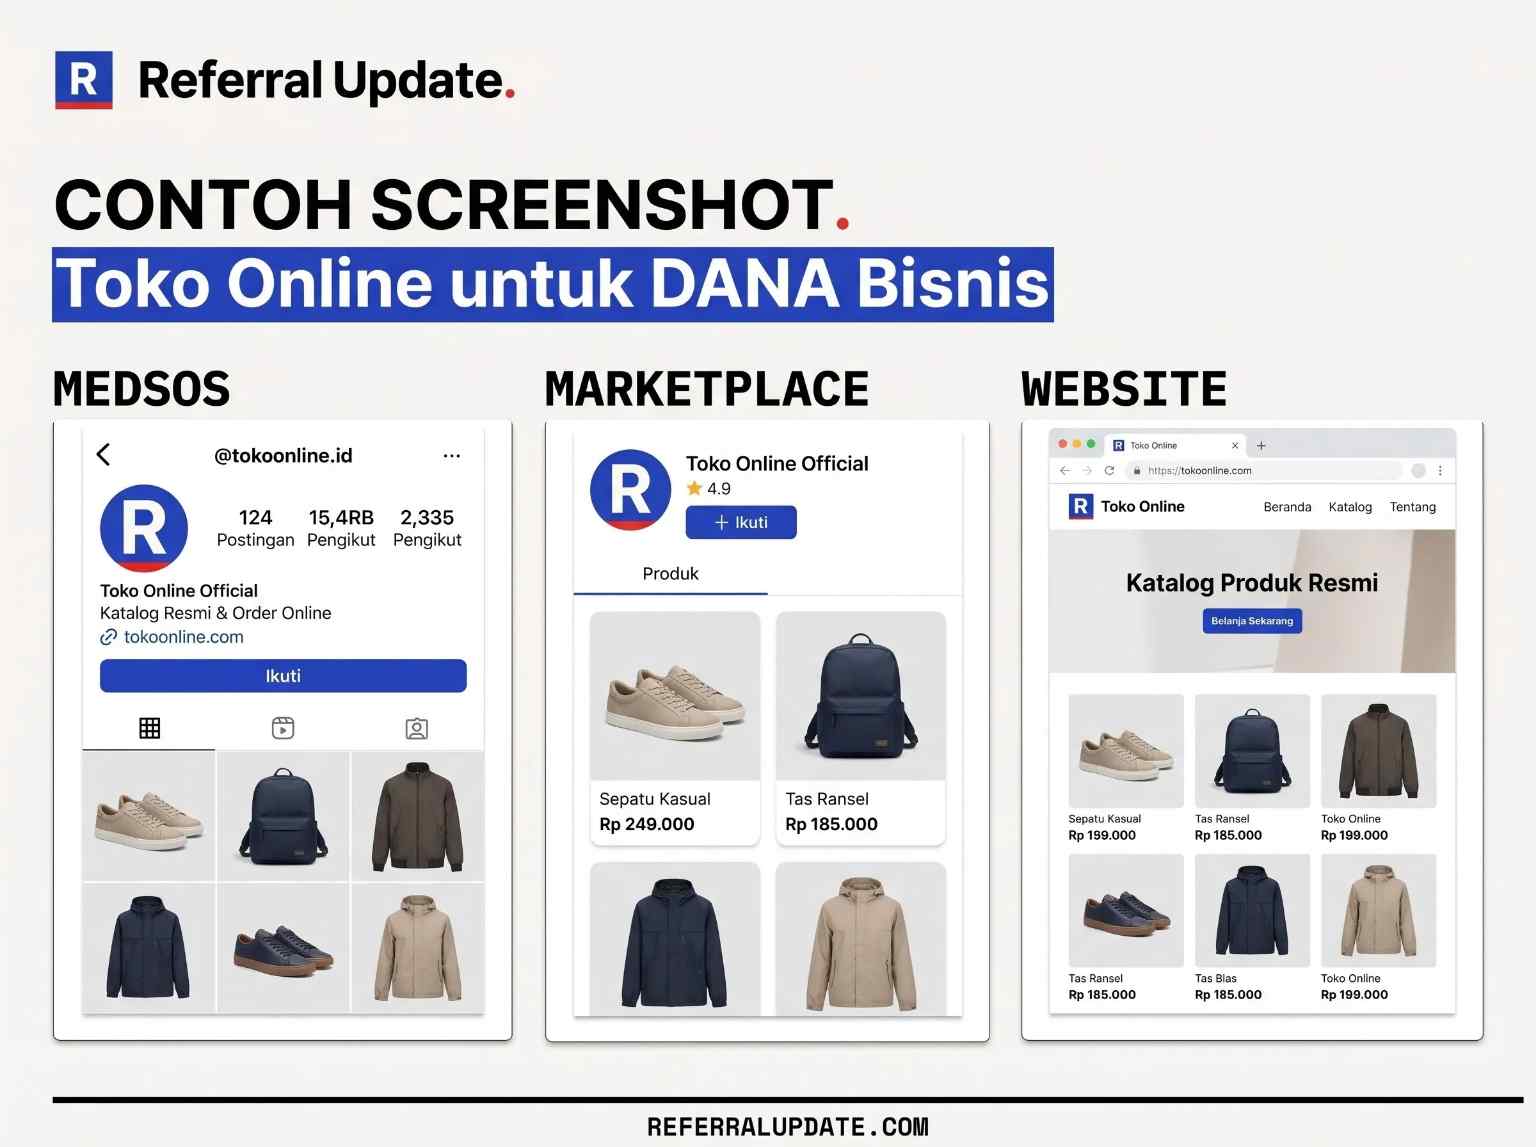 R Referral Update.
CONTOH SCREENSHOT.
Toko Online untuk DANA Bisnis
MEDSOS
@tokoonline.id
R
124 15,4RB 2,335
Postingan Pengikut Pengikut
Toko Online Official
Katalog Resmi & Order Online
tokoonline.com
Ikuti
MARKETPLACE
R
Toko Online Official
4.9
+ Ikuti
Produk
Sepatu Kasual
Rp 249.000
Tas Ransel
Rp 185.000
WEBSITE
R Toko Online
https://tokoonline.com
R Toko Online Beranda Katalog Tentang
Katalog Produk Resmi
Belanja Sekarang
Sepatu Kasual
Rp 199.000
Tas Ransel
Rp 185.000
Toko Online
Rp 199.000
Tas Ransel
Rp 185.000
Tas Blas
Rp 185.000
Toko Online
Rp 199.000
REFERRALUPDATE.COM